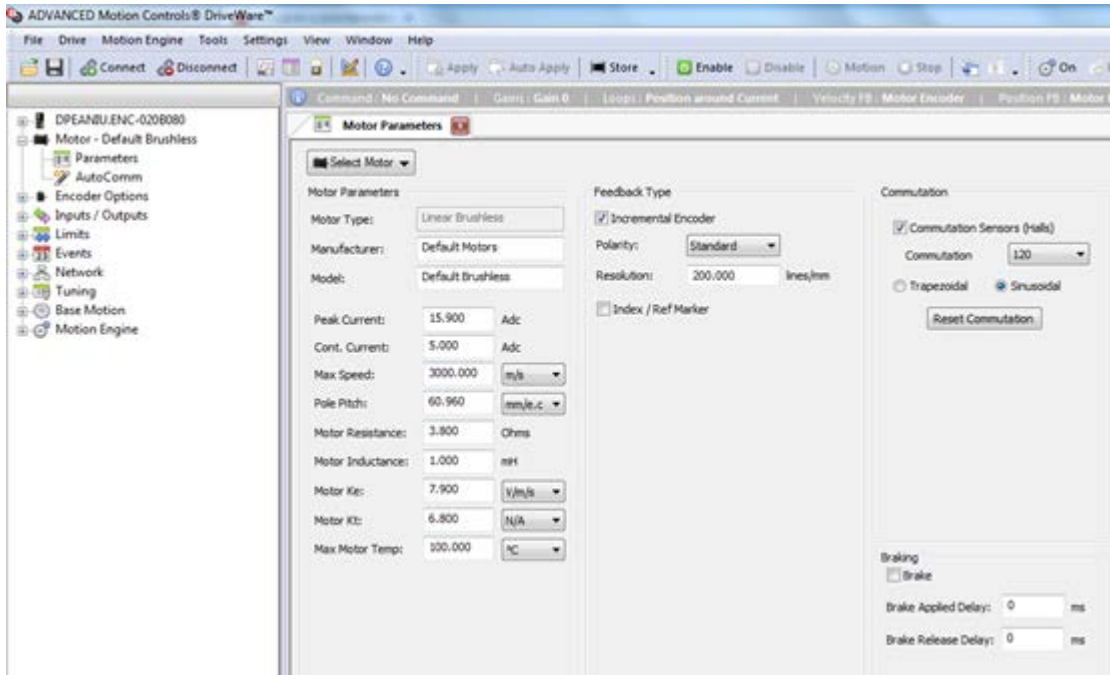 ADVANCED Motion Controls® DriveWare™
File Drive Motion Engine Tools Settings View Window Help
Connect Disconnect Apply Auto Apply Store Enable Disable Motion Stop On
Command : No Command | Gains : Gain 0 | Loops : Position around Current | Velocity FB : Motor Encoder | Position FB : Motor
DPEANIU.ENC-020B080
Motor - Default Brushless
Parameters
AutoComm
Encoder Options
Inputs / Outputs
Limits
Events
Network
Tuning
Base Motion
Motion Engine
Motor Parameters
Select Motor
Motor Parameters
Motor Type: Linear Brushless
Manufacturer: Default Motors
Model: Default Brushless
Peak Current: 15.900 Adc
Cont. Current: 5.000 Adc
Max Speed: 3000.000 m/s
Pole Pitch: 60.960 mm/e.c
Motor Resistance: 3.800 Ohms
Motor Inductance: 1.000 mH
Motor Ke: 7.900 V/m/s
Motor Kt: 6.800 N/A
Max Motor Temp: 100.000 °C
Feedback Type
Incremental Encoder
Polarity: Standard
Resolution: 200.000 lines/mm
Index / Ref Marker
Commutation
Commutation Sensors (Halls)
Commutation 120
Trapezoidal Sinusoidal
Reset Commutation
Braking
Brake
Brake Applied Delay: 0 ms
Brake Release Delay: 0 ms